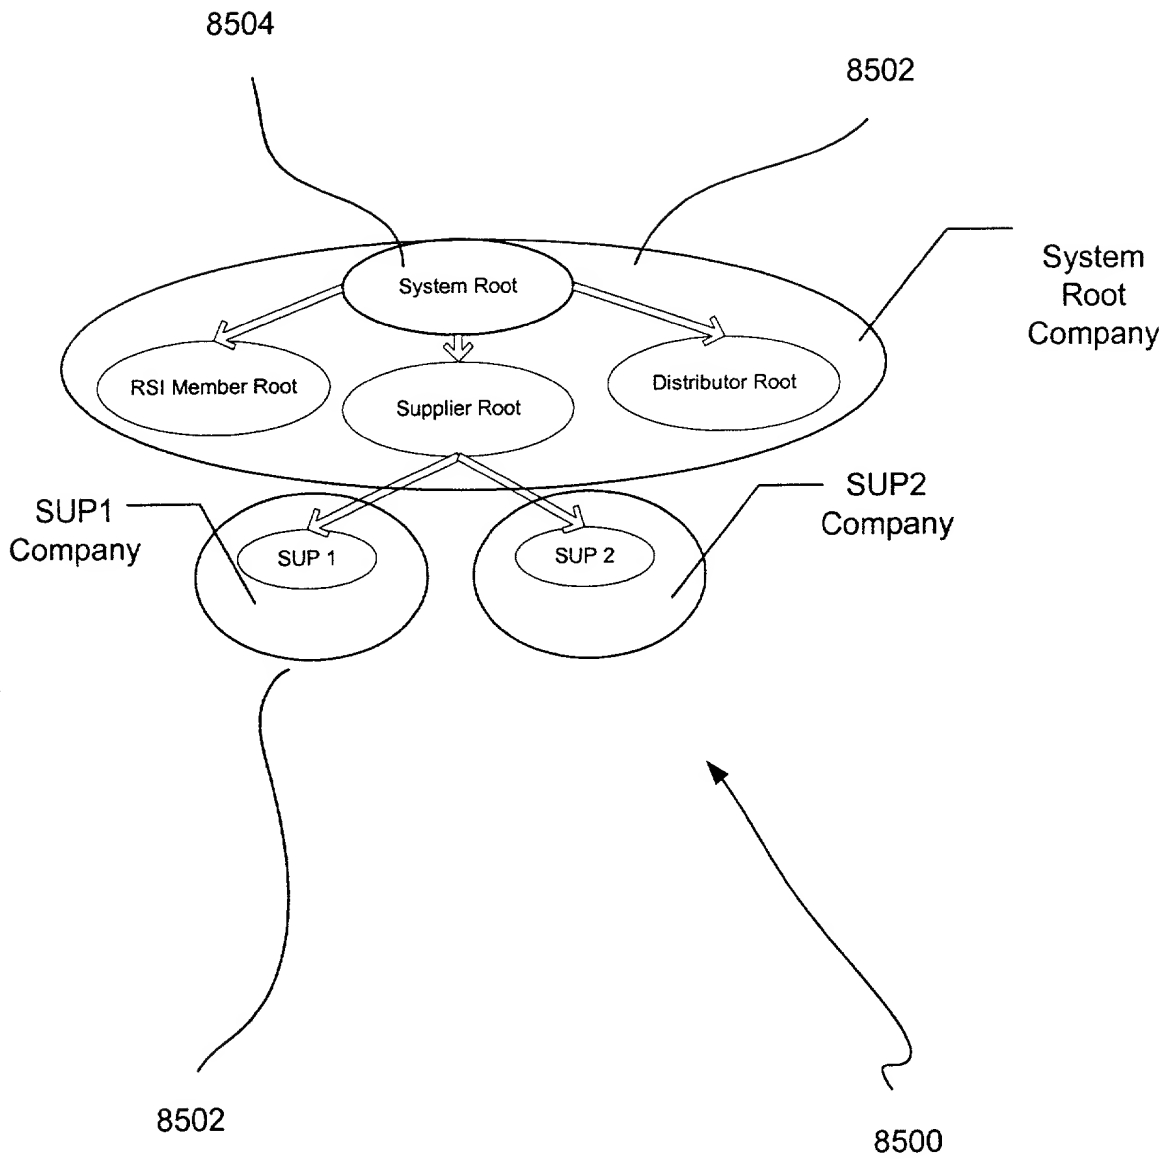 8504
8502
System
Root
Company
System Root
RSI Member Root
Supplier Root
Distributor Root
SUP1
Company
SUP2
Company
SUP 1
SUP 2
8502
8500